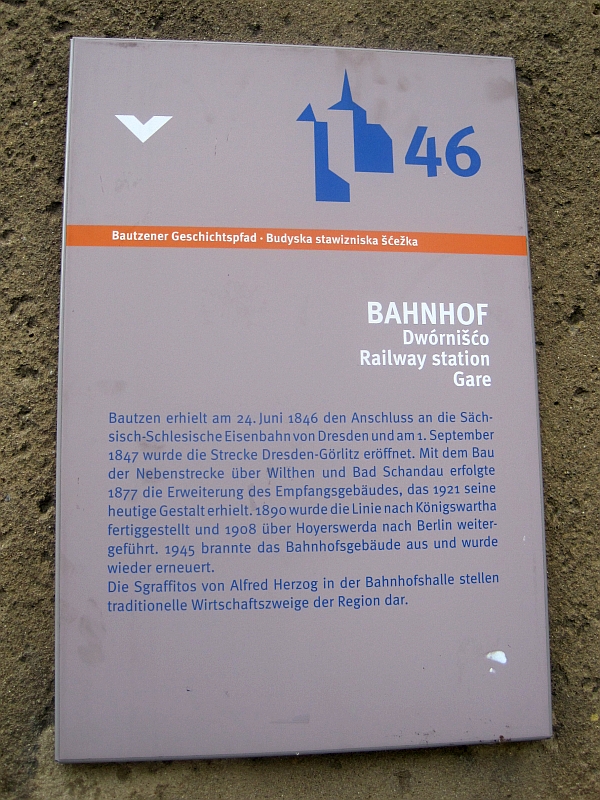 46
Bautzener Geschichtspfad · Budyska stawizniska šćežka
BAHNHOF
Dwórnišćo
Railway station
Gare
Bautzen erhielt am 24. Juni 1846 den Anschluss an die Säch-
sisch-Schlesische Eisenbahn von Dresden und am 1. September
1847 wurde die Strecke Dresden-Görlitz eröffnet. Mit dem Bau
der Nebenstrecke über Wilthen und Bad Schandau erfolgte
1877 die Erweiterung des Empfangsgebäudes, das 1921 seine
heutige Gestalt erhielt. 1890 wurde die Linie nach Königswartha
fertiggestellt und 1908 über Hoyerswerda nach Berlin weiter-
geführt. 1945 brannte das Bahnhofsgebäude aus und wurde
wieder erneuert.
Die Sgraffitos von Alfred Herzog in der Bahnhofshalle stellen
traditionelle Wirtschaftszweige der Region dar.